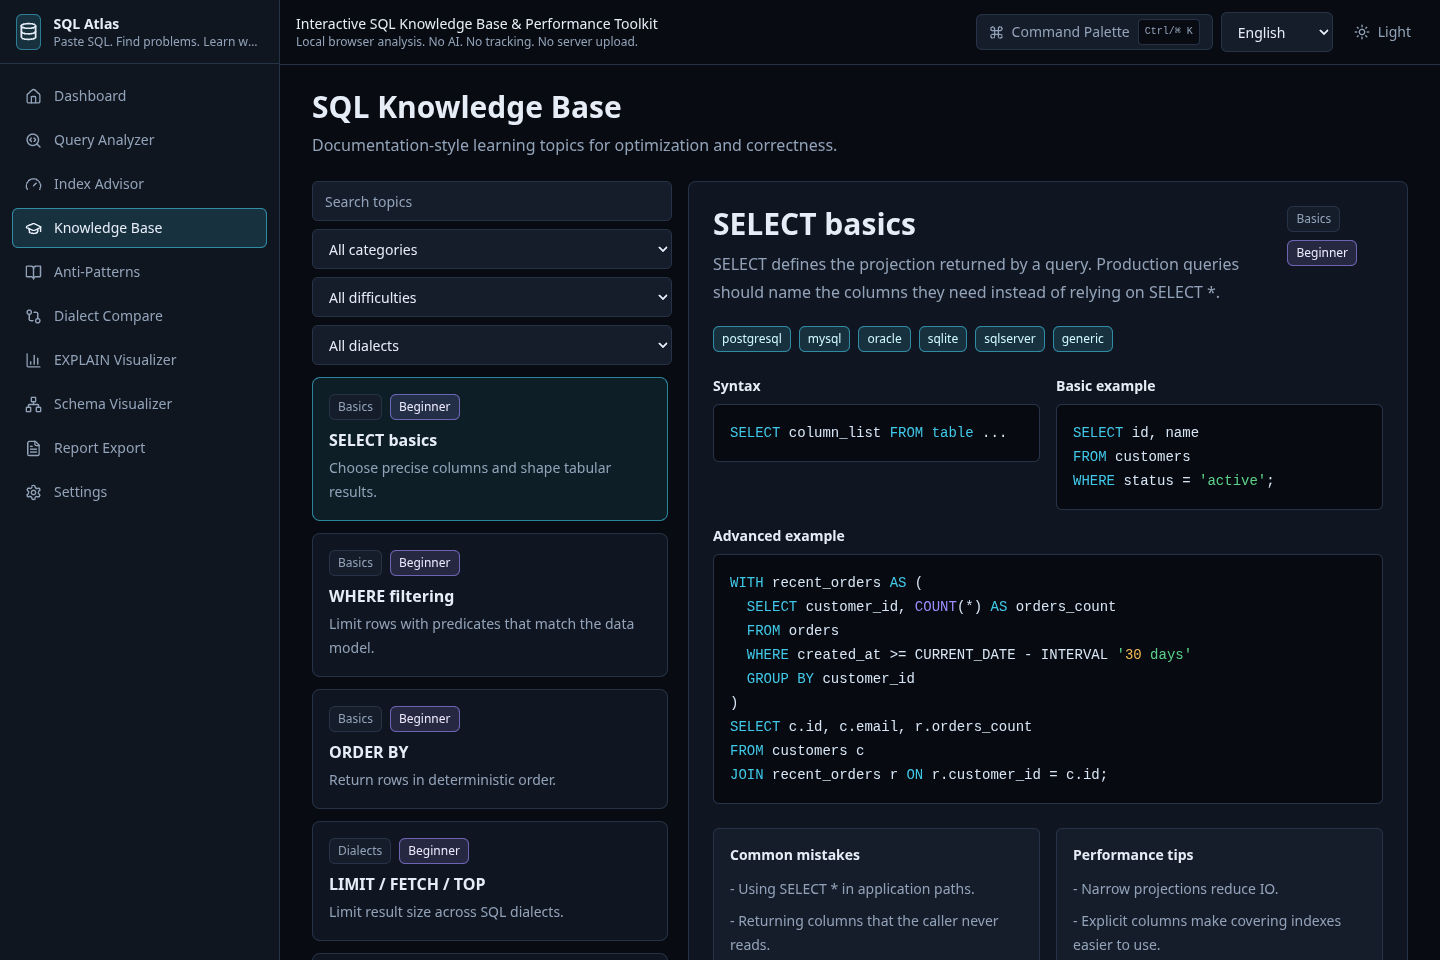 SQL Atlas
Paste SQL. Find problems. Learn w...
Interactive SQL Knowledge Base & Performance Toolkit
Local browser analysis. No AI. No tracking. No server upload.
Command Palette Ctrl/⌘ K
English
Light
Dashboard
Query Analyzer
Index Advisor
Knowledge Base
Anti-Patterns
Dialect Compare
EXPLAIN Visualizer
Schema Visualizer
Report Export
Settings
SQL Knowledge Base
Documentation-style learning topics for optimization and correctness.
Search topics
All categories
All difficulties
All dialects
Basics Beginner
SELECT basics
Choose precise columns and shape tabular
results.
Basics Beginner
WHERE filtering
Limit rows with predicates that match the data
model.
Basics Beginner
ORDER BY
Return rows in deterministic order.
Dialects Beginner
LIMIT / FETCH / TOP
Limit result size across SQL dialects.
SELECT basics
Basics
Beginner
SELECT defines the projection returned by a query. Production queries
should name the columns they need instead of relying on SELECT *.
postgresql mysql oracle sqlite sqlserver generic
Syntax
SELECT column_list FROM table ...
Basic example
SELECT id, name
FROM customers
WHERE status = 'active';
Advanced example
WITH recent_orders AS (
  SELECT customer_id, COUNT(*) AS orders_count
  FROM orders
  WHERE created_at >= CURRENT_DATE - INTERVAL '30 days'
  GROUP BY customer_id
)
SELECT c.id, c.email, r.orders_count
FROM customers c
JOIN recent_orders r ON r.customer_id = c.id;
Common mistakes
- Using SELECT * in application paths.
- Returning columns that the caller never
reads.
Performance tips
- Narrow projections reduce IO.
- Explicit columns make covering indexes
easier to use.